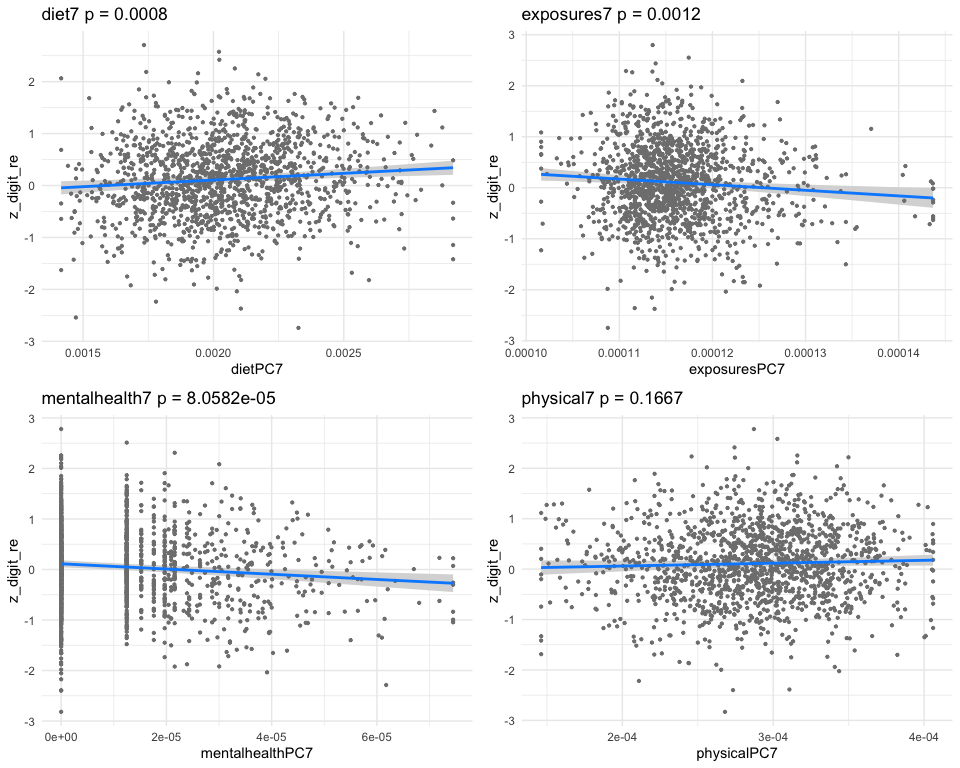 diet7 p = 0.0008
z_digit_re
2
1
0
-1
-2
-3
0.0015 0.0020 0.0025
dietPC7
exposures7 p = 0.0012
z_digit_re
3
2
1
0
-1
-2
-3
0.00010 0.00011 0.00012 0.00013 0.00014
exposuresPC7
mentalhealth7 p = 8.0582e-05
z_digit_re
3
2
1
0
-1
-2
-3
0e+00 2e-05 4e-05 6e-05
mentalhealthPC7
physical7 p = 0.1667
z_digit_re
3
2
1
0
-1
-2
-3
2e-04 3e-04 4e-04
physicalPC7